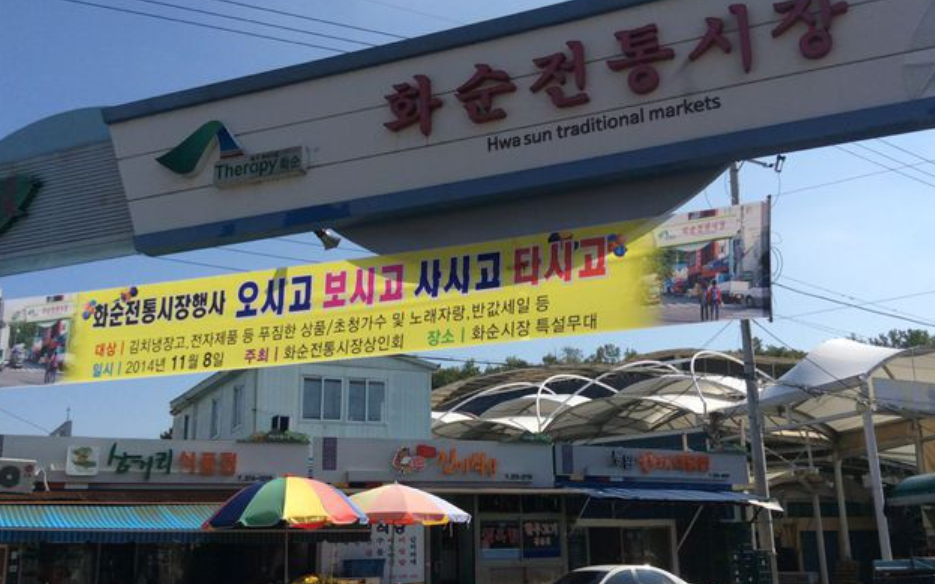 화순전통시장
Hwa sun traditional markets
Therapy 화순
화순전통시장행사 오시고 보시고 사시고 타시고
대상 | 김치냉장고,전자제품 등 푸짐한 상품/초청가수 및 노래자랑,반값세일 등
일시 | 2014년 11월 8일 주최 | 화순전통시장상인회 장소 | 화순시장 특설무대
삼거리식품점